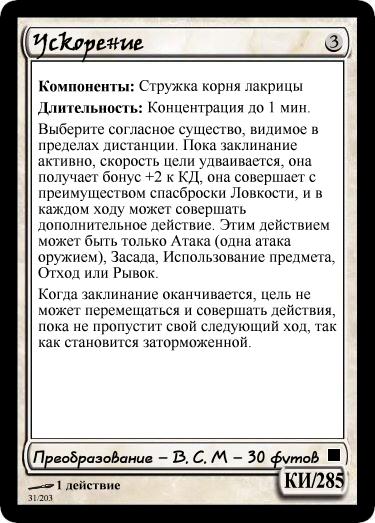 Ускорение 3
Компоненты: Стружка корня лакрицы
Длительность: Концентрация до 1 мин.
Выберите согласное существо, видимое в
пределах дистанции. Пока заклинание
активно, скорость цели удваивается, она
получает бонус +2 к КД, она совершает с
преимуществом спасброски Ловкости, и в
каждом ходу может совершать
дополнительное действие. Этим действием
может быть только Атака (одна атака
оружием), Засада, Использование предмета,
Отход или Рывок.
Когда заклинание оканчивается, цель не
может перемещаться и совершать действия,
пока не пропустит свой следующий ход, так
как становится заторможенной.
Преобразование – В, С, М – 30 футов
КИ/285
1 действие
31/203